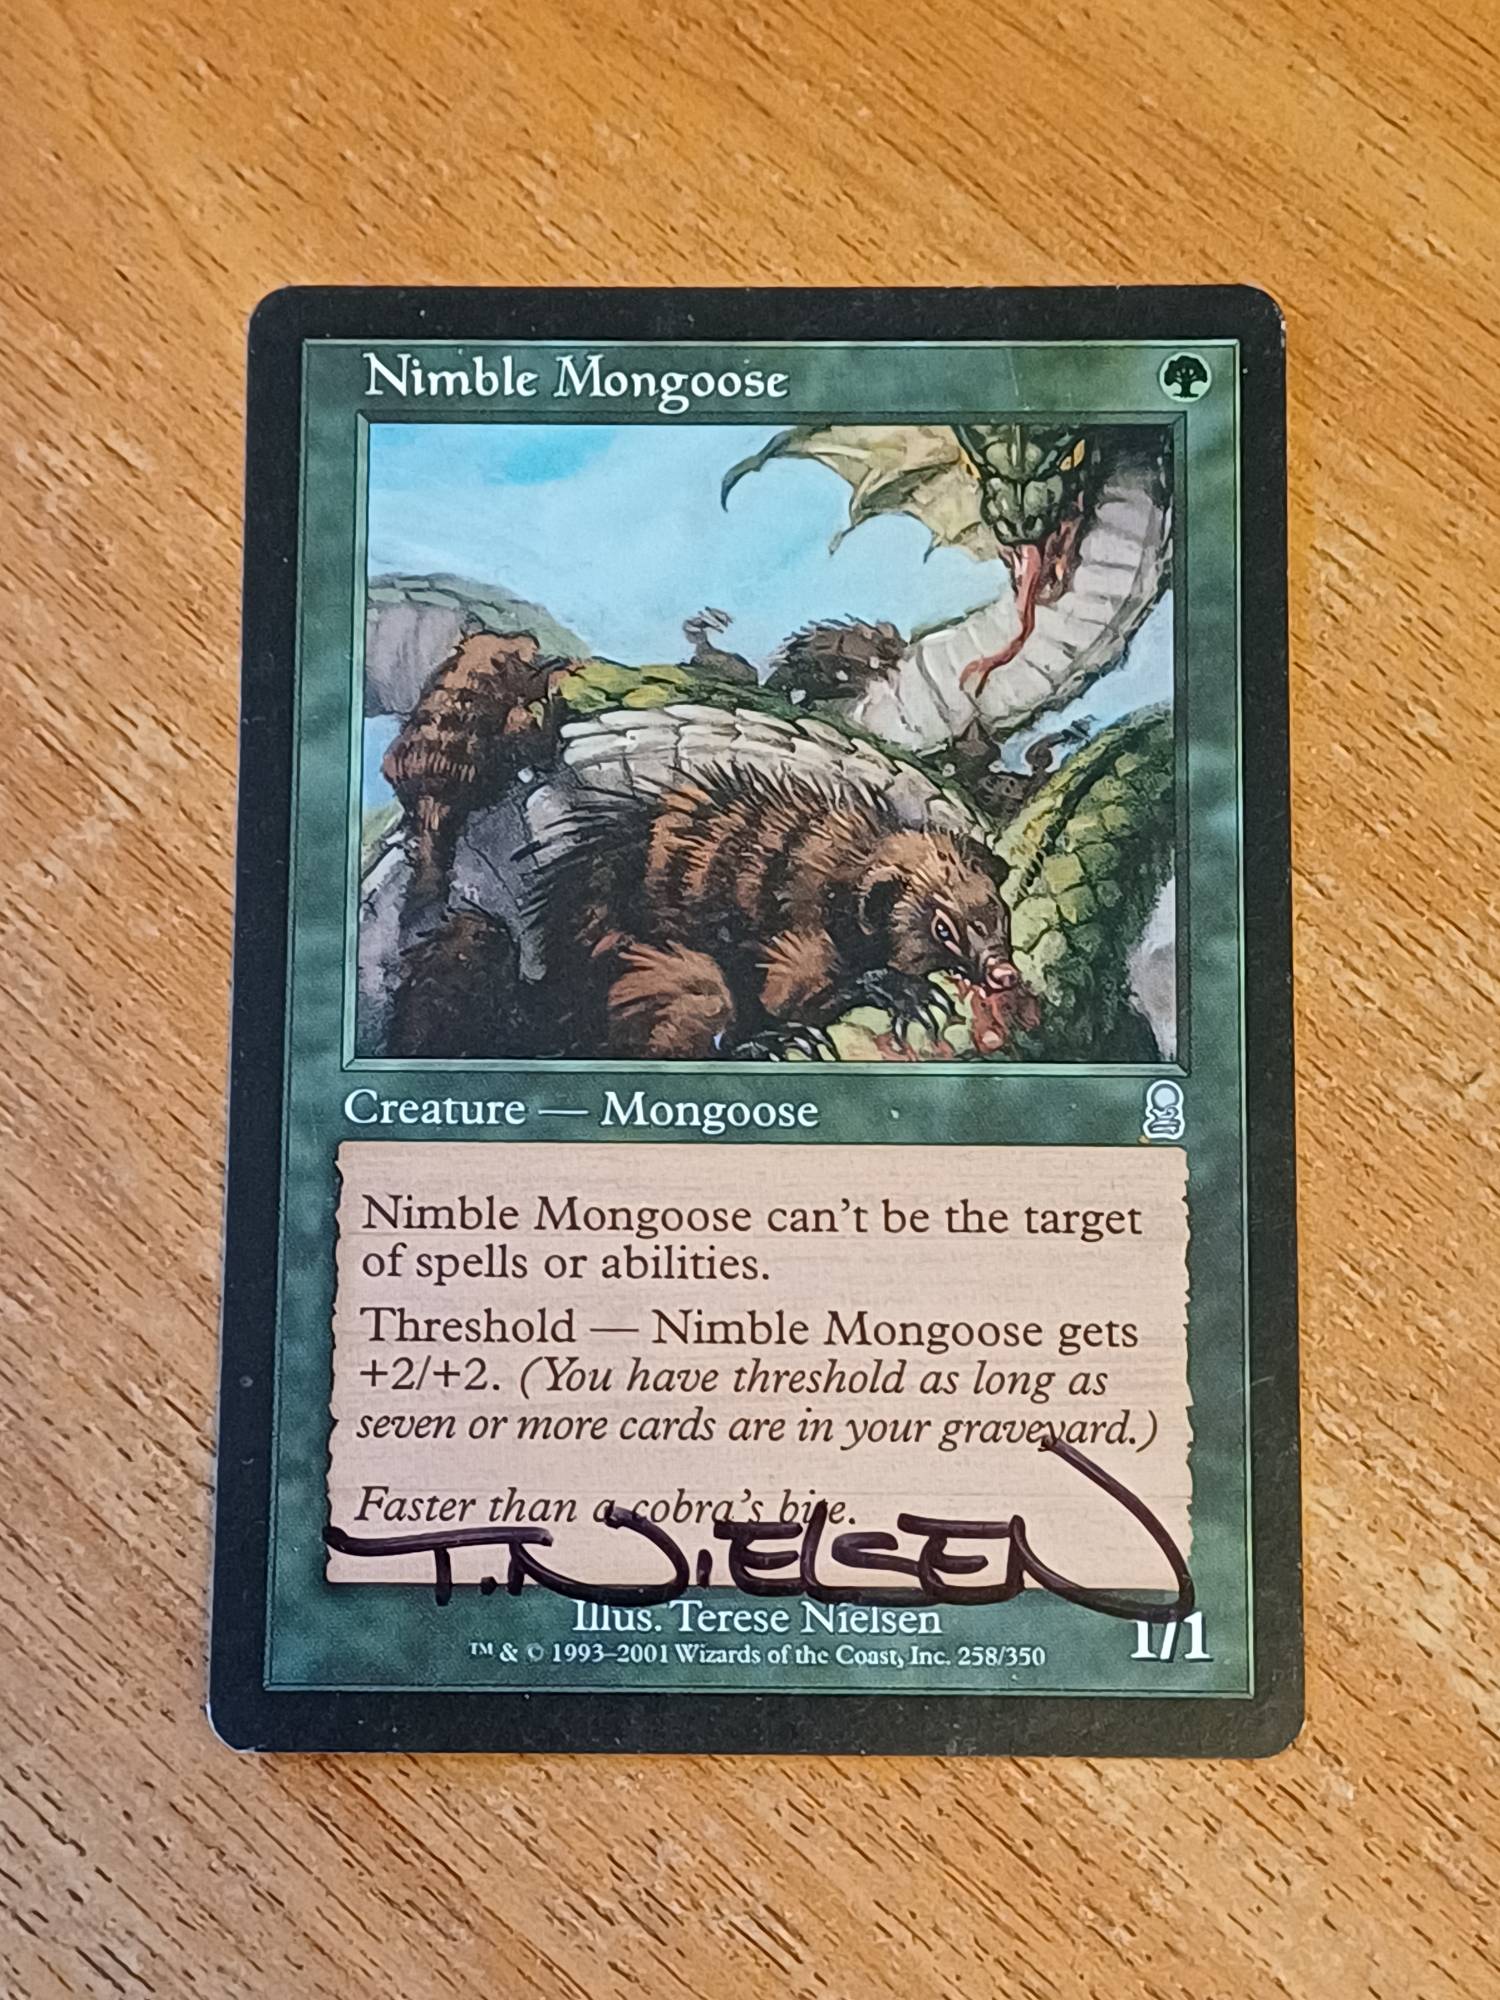 Nimble Mongoose
Creature — Mongoose
Nimble Mongoose can't be the target
of spells or abilities.
Threshold — Nimble Mongoose gets
+2/+2. (You have threshold as long as
seven or more cards are in your graveyard.)
Faster than a cobra's bite.
T. NIELSEN
Illus. Terese Nielsen
1/1
™ & © 1993–2001 Wizards of the Coast, Inc. 258/350